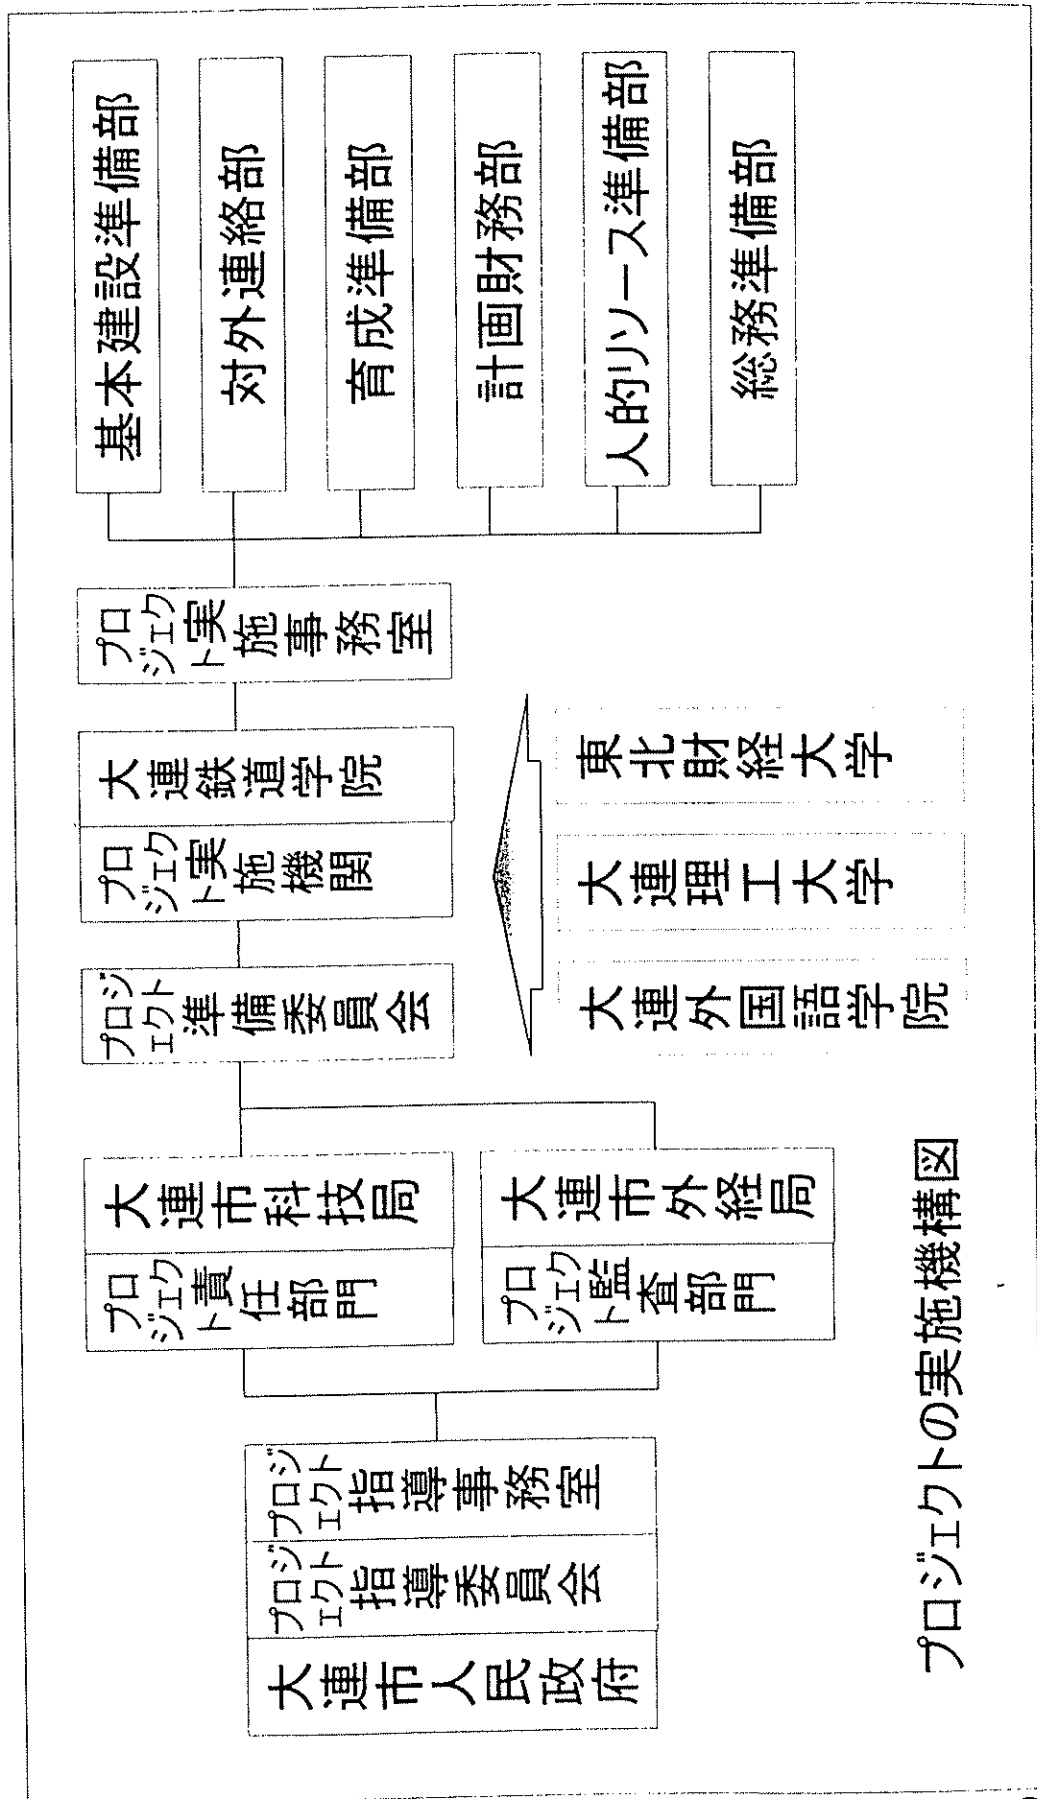 大連市人民政府
プロジェクト指導委員会
プロジェクト指導事務室
プロジェクト責任部門
大連市科技局
プロジェクト監査部門
大連市外経局
プロジェクト準備委員会
プロジェクト実施機関
大連鉄道学院
プロジェクト実施事務室
大連外国語学院
大連理工大学
東北財経大学
基本建設準備部
対外連絡部
育成準備部
計画財務部
人的リソース準備部
総務準備部
プロジェクトの実施機構図